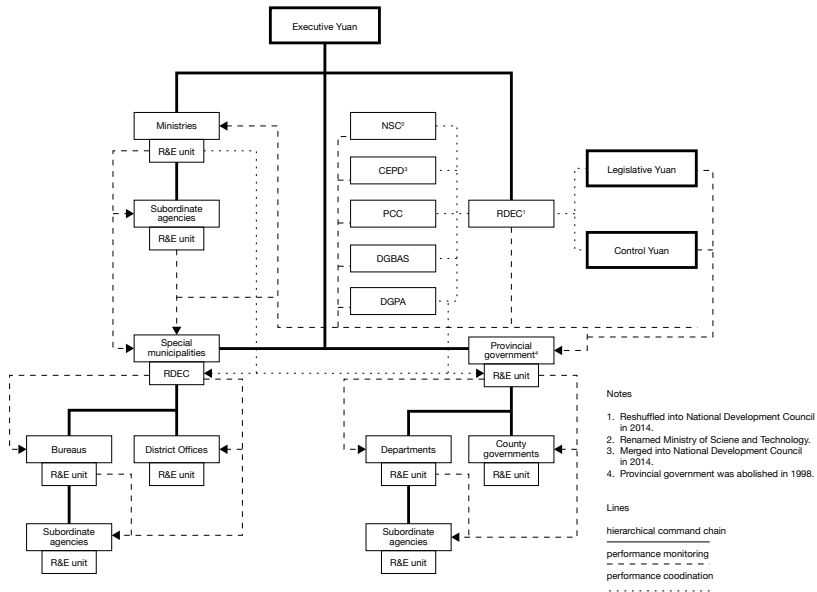 Executive Yuan
Ministries
R&E unit
Subordinate
agencies
R&E unit
NSC²
CEPD³
PCC
DGBAS
DGPA
RDEC¹
Legislative Yuan
Control Yuan
Special
municipalities
RDEC
Provincial
government⁴
R&E unit
Bureaus
R&E unit
District Offices
R&E unit
Departments
R&E unit
County
governments
R&E unit
Subordinate
agencies
R&E unit
Subordinate
agencies
R&E unit
Notes
1. Reshuffled into National Development Council
in 2014.
2. Renamed Ministry of Sciene and Technology.
3. Merged into National Development Council
in 2014.
4. Provincial government was abolished in 1998.
Lines
hierarchical command chain
performance monitoring
performance coodination